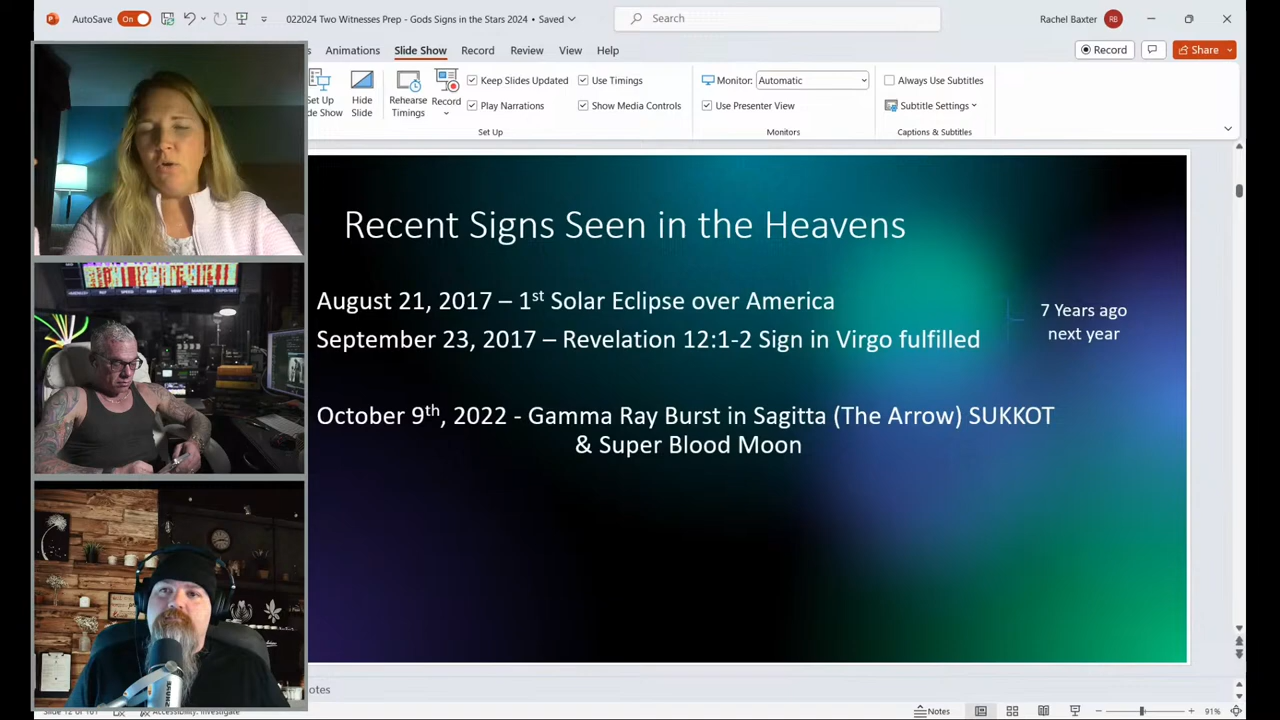 AutoSave On 022024 Two Witnesses Prep - Gods Signs in the Stars 2024 • Saved Search Rachel Baxter RB
Animations Slide Show Record Review View Help Record Share
Set Up
Hide Slide
Rehearse Timings
Record
Keep Slides Updated
Play Narrations
Use Timings
Show Media Controls
Set Up
Monitor: Automatic
Use Presenter View
Monitors
Always Use Subtitles
Subtitle Settings
Captions & Subtitles
Recent Signs Seen in the Heavens
August 21, 2017 – 1st Solar Eclipse over America
September 23, 2017 – Revelation 12:1-2 Sign in Virgo fulfilled
7 Years ago
next year
October 9th, 2022 - Gamma Ray Burst in Sagitta (The Arrow) SUKKOT
& Super Blood Moon
Notes 91%